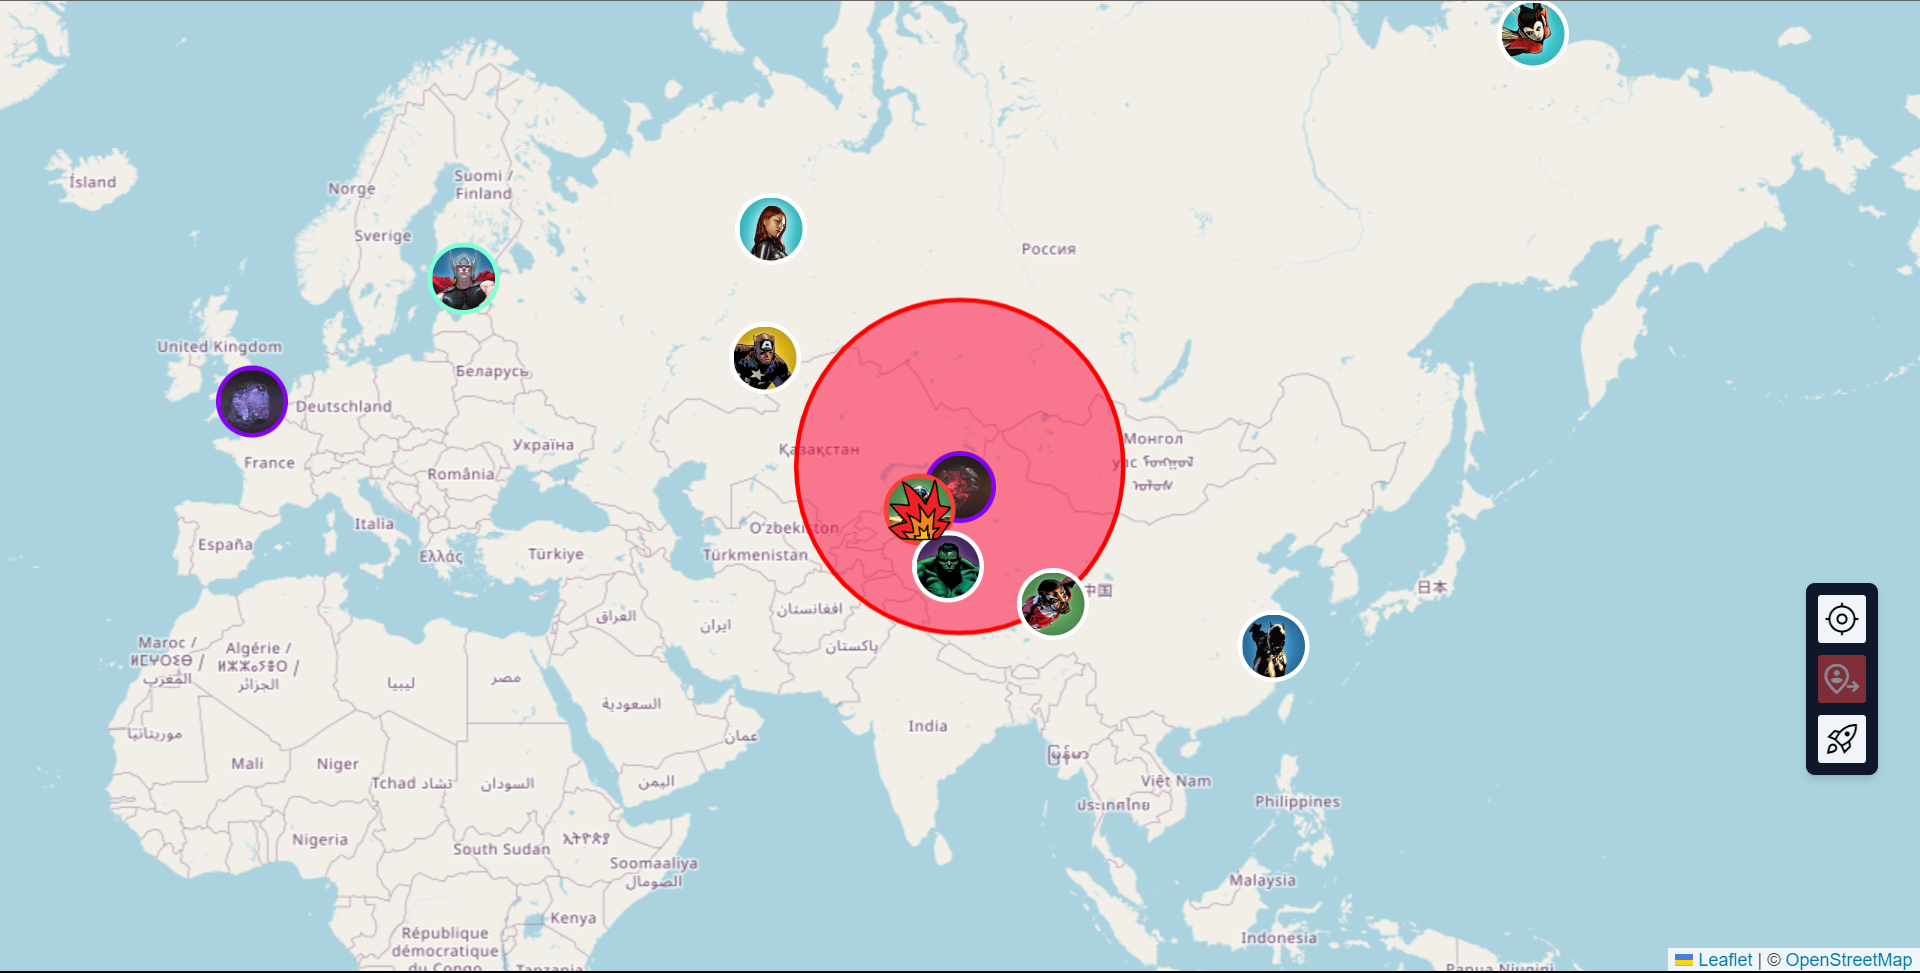 Ísland
Norge
Suomi /
Finland
Sverige
Россия
United Kingdom
Беларусь
Deutschland
Україна
Қазақстан
Монгол
улс
France
România
Italia
España
Ελλάς
Türkiye
O'zbekiston
Türkmenistan
中国
日本
افغانستان
العراق
ایران
پاکستان
Maroc /
ⵍⵎⵖⵔⵉⴱ /
المغرب
Algérie /
ⵍⵣⵣⴰⵢⴻⵔ /
الجزائر
ليبيا
مصر
السعودية
India
موريتانيا
عمان
Mali
Niger
Tchad تشاد
السودان
اليمن
မြန်မာ
Việt Nam
ประเทศไทย
Philippines
Nigeria
South Sudan
ኢትዮጵያ
Soomaaliya
الصومال
Malaysia
Kenya
République
démocratique
du Congo
Indonesia
Tanzania
Papua Niugini
Leaflet | © OpenStreetMap